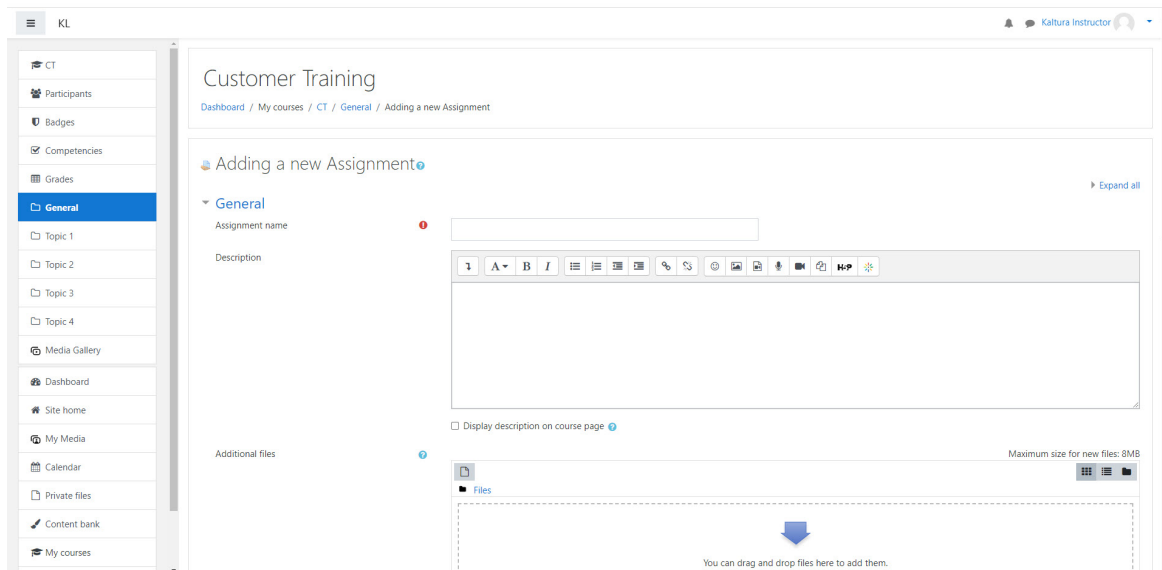 KL
Kaltura Instructor
CT
Participants
Badges
Competencies
Grades
General
Topic 1
Topic 2
Topic 3
Topic 4
Media Gallery
Dashboard
Site home
My Media
Calendar
Private files
Content bank
My courses
Customer Training
Dashboard / My courses / CT / General / Adding a new Assignment
Adding a new Assignment
Expand all
General
Assignment name
Description
A B I
H-P
Display description on course page
Additional files
Maximum size for new files: 8MB
Files
You can drag and drop files here to add them.